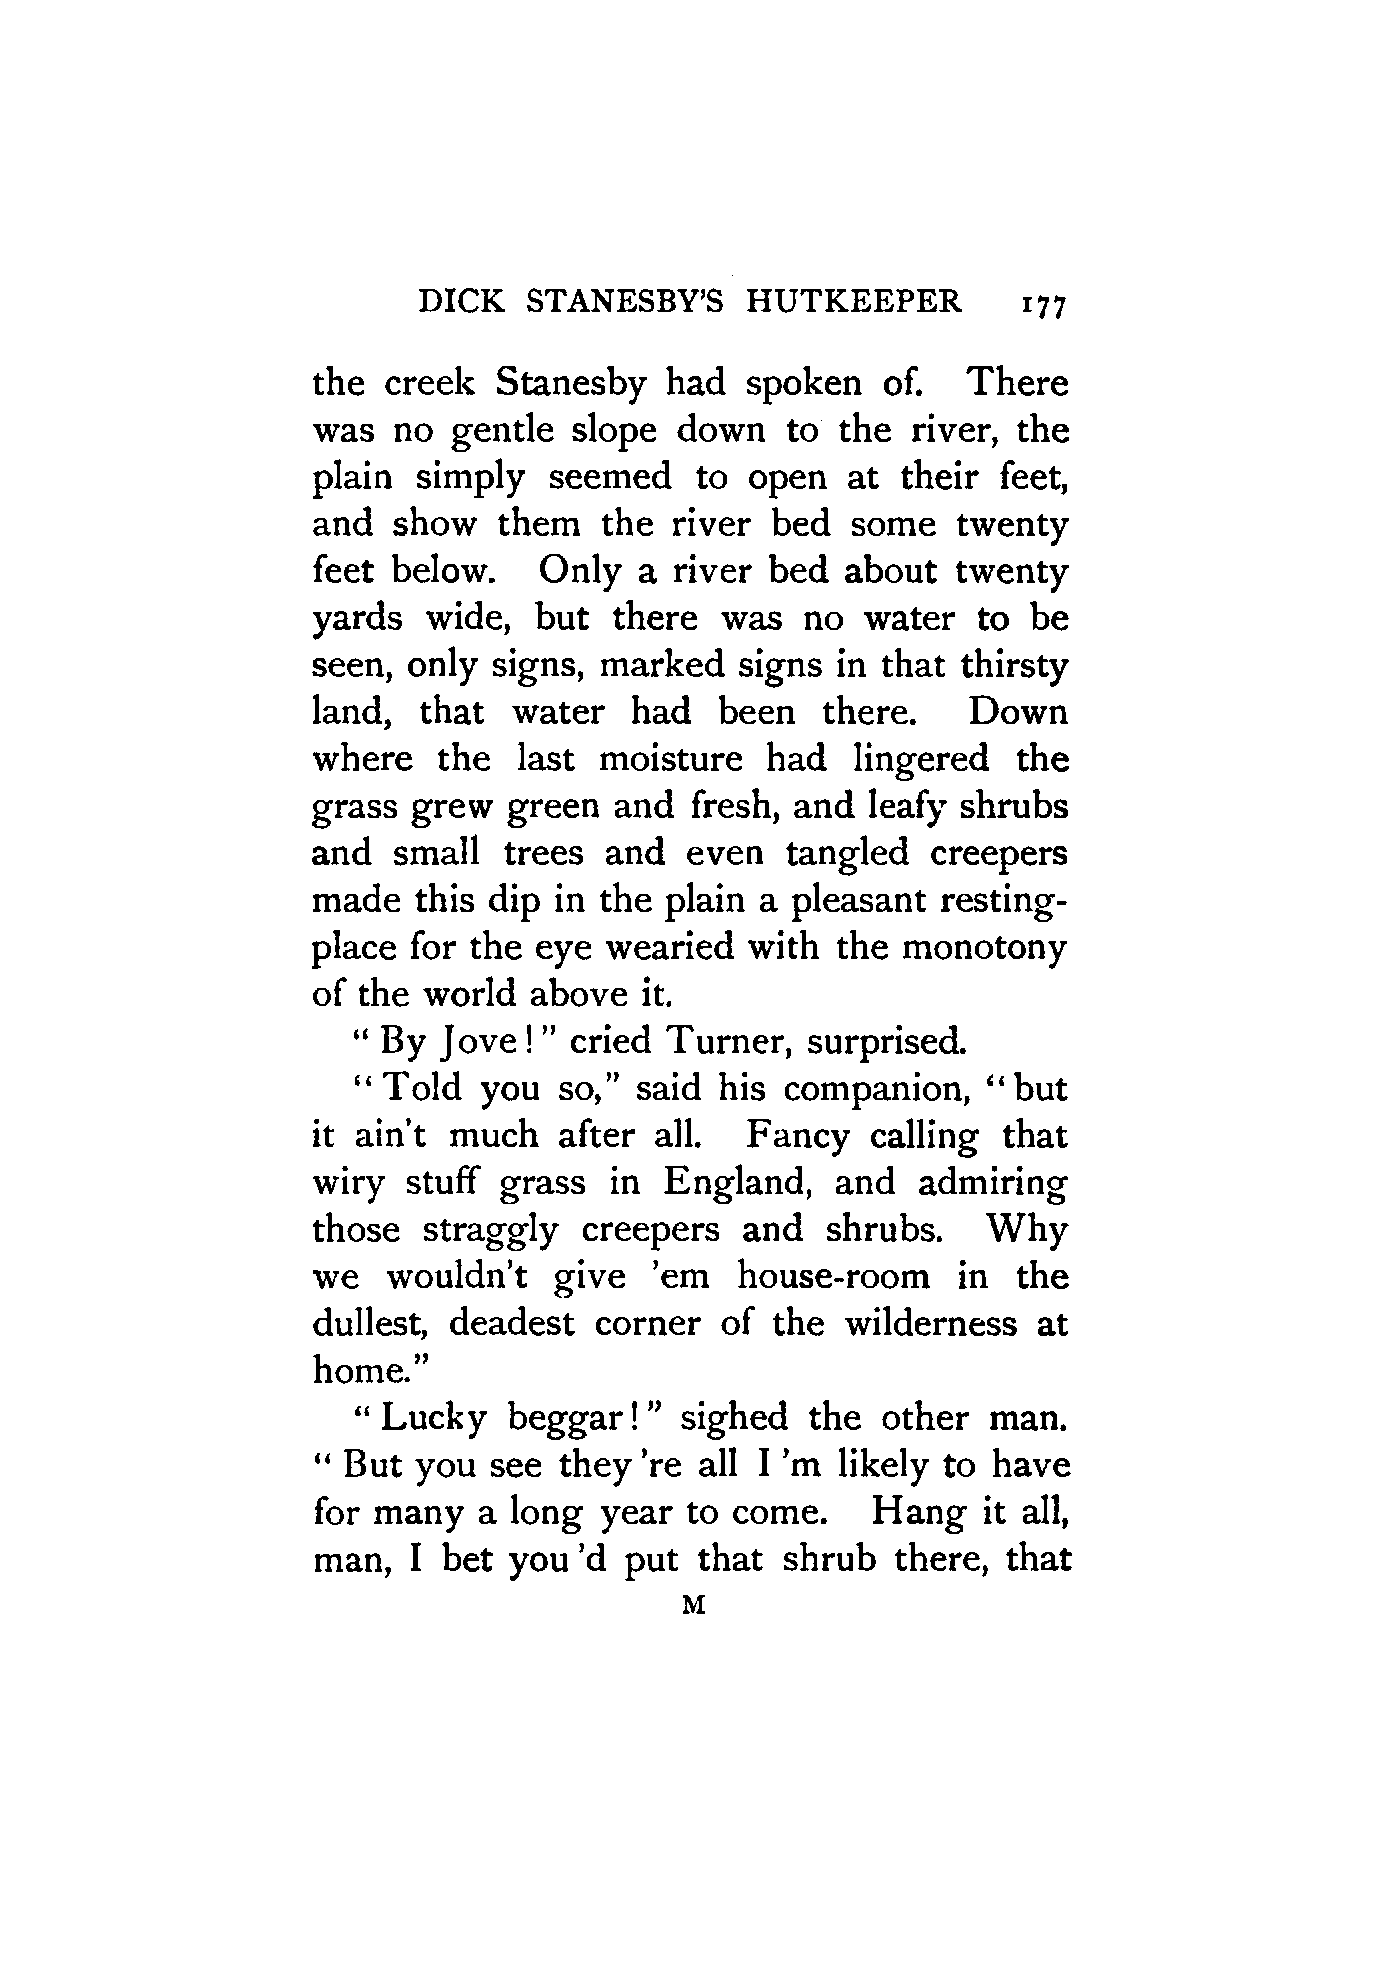 DICK STANESBY'S HUTKEEPER 177
the creek Stanesby had spoken of. There
was no gentle slope down to the river, the
plain simply seemed to open at their feet,
and show them the river bed some twenty
feet below. Only a river bed about twenty
yards wide, but there was no water to be
seen, only signs, marked signs in that thirsty
land, that water had been there. Down
where the last moisture had lingered the
grass grew green and fresh, and leafy shrubs
and small trees and even tangled creepers
made this dip in the plain a pleasant resting-
place for the eye wearied with the monotony
of the world above it.
“ By Jove ! ” cried Turner, surprised.
“ Told you so,” said his companion, “ but
it ain't much after all. Fancy calling that
wiry stuff grass in England, and admiring
those straggly creepers and shrubs. Why
we wouldn't give 'em house-room in the
dullest, deadest corner of the wilderness at
home.”
“ Lucky beggar ! ” sighed the other man.
“ But you see they 're all I 'm likely to have
for many a long year to come. Hang it all,
man, I bet you 'd put that shrub there, that
M